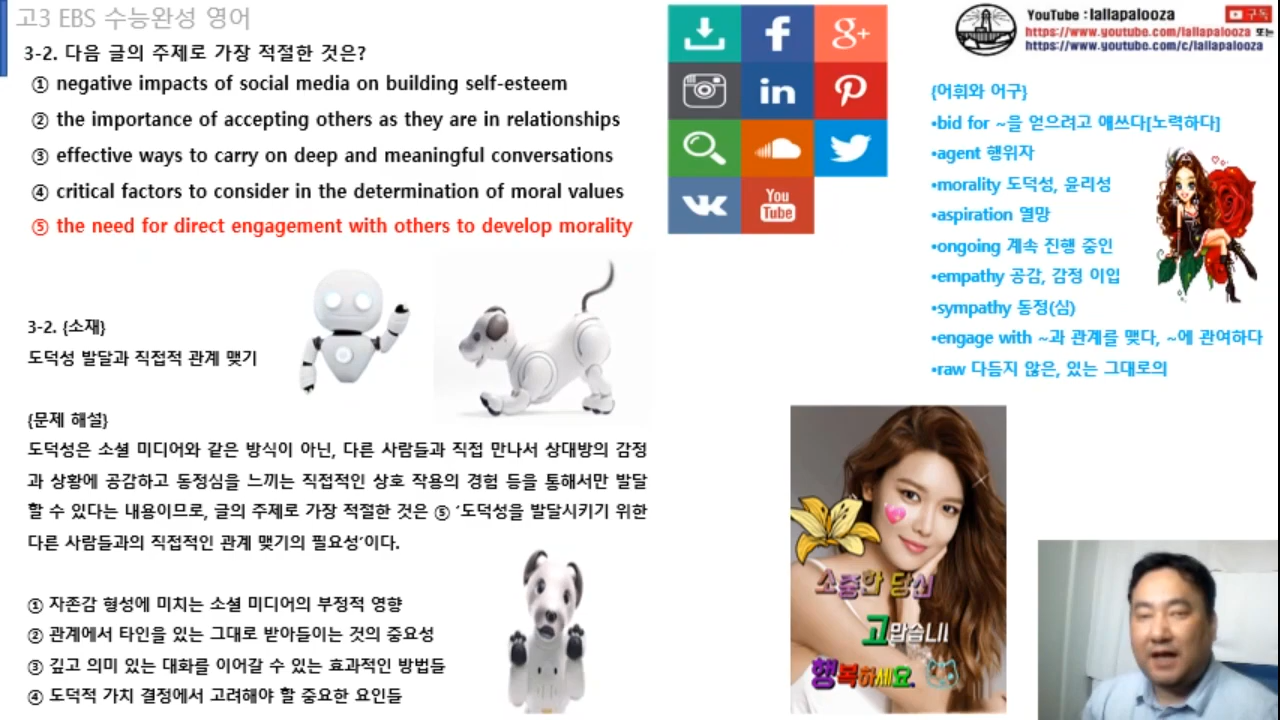 고3 EBS 수능완성 영어
3-2. 다음 글의 주제로 가장 적절한 것은?
① negative impacts of social media on building self-esteem
② the importance of accepting others as they are in relationships
③ effective ways to carry on deep and meaningful conversations
④ critical factors to consider in the determination of moral values
⑤ the need for direct engagement with others to develop morality
3-2. {소재}
도덕성 발달과 직접적 관계 맺기
{문제 해설}
도덕성은 소셜 미디어와 같은 방식이 아닌, 다른 사람들과 직접 만나서 상대방의 감정
과 상황에 공감하고 동정심을 느끼는 직접적인 상호 작용의 경험 등을 통해서만 발달
할 수 있다는 내용이므로, 글의 주제로 가장 적절한 것은 ⑤ ‘도덕성을 발달시키기 위한
다른 사람들과의 직접적인 관계 맺기의 필요성’이다.
① 자존감 형성에 미치는 소셜 미디어의 부정적 영향
② 관계에서 타인을 있는 그대로 받아들이는 것의 중요성
③ 깊고 의미 있는 대화를 이어갈 수 있는 효과적인 방법들
④ 도덕적 가치 결정에서 고려해야 할 중요한 요인들
f
g+
in
VK
You
Tube
YouTube : lallapalooza
구독
https://www.youtube.com/lallapalooza 또는
https://www.youtube.com/c/lallapalooza
{어휘와 어구}
•bid for ~을 얻으려고 애쓰다[노력하다]
•agent 행위자
•morality 도덕성, 윤리성
•aspiration 열망
•ongoing 계속 진행 중인
•empathy 공감, 감정 이입
•sympathy 동정(심)
•engage with ~과 관계를 맺다, ~에 관여하다
•raw 다듬지 않은, 있는 그대로의
소중한 당신
고맙습니
행복하세요.